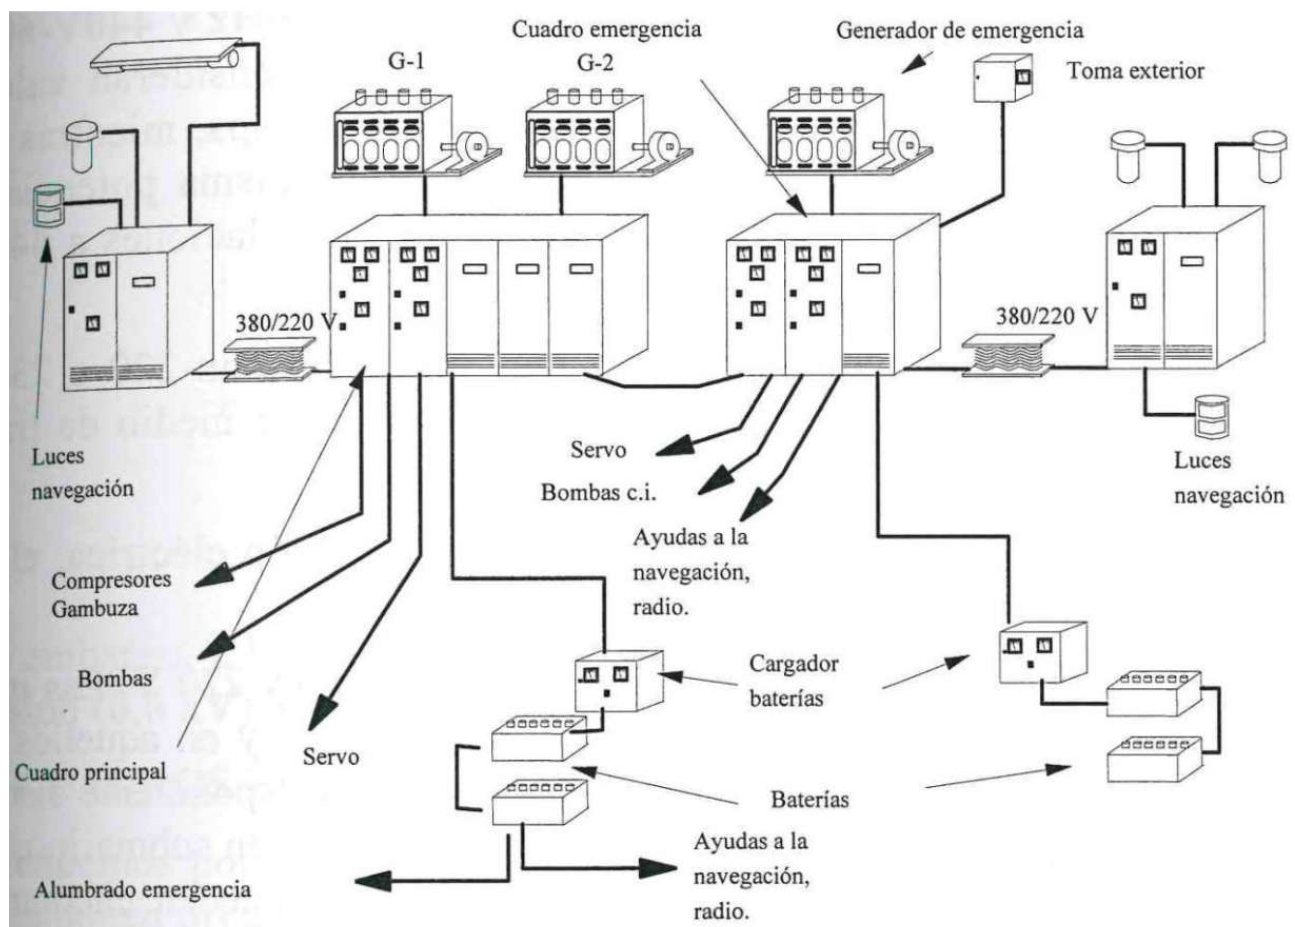 Cuadro emergencia
Generador de emergencia
G-1
G-2
Toma exterior
380/220 V
380/220 V
Luces
navegación
Servo
Bombas c.i.
Ayudas a la
navegación,
radio.
Luces
navegación
Compresores
Gambuza
Bombas
Cargador
baterías
Cuadro principal
Servo
Baterías
Alumbrado emergencia
Ayudas a la
navegación,
radio.